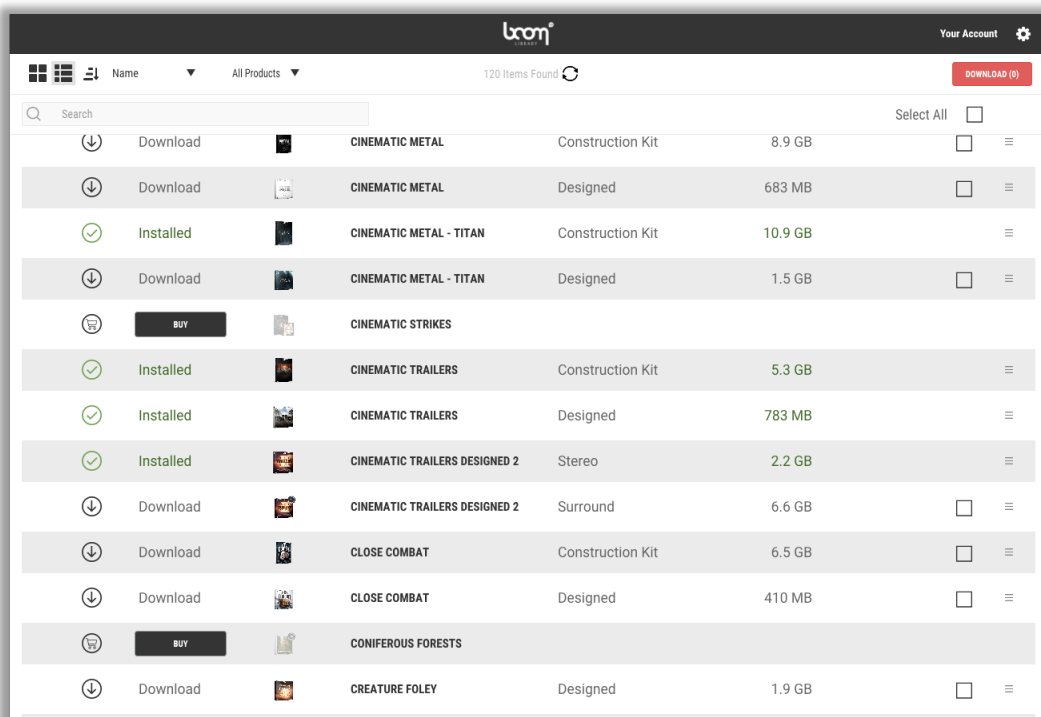 boom
LIBRARY
Your Account
Name ▼ All Products ▼ 120 Items Found DOWNLOAD (0)
Search Select All
Download CINEMATIC METAL Construction Kit 8.9 GB
Download CINEMATIC METAL Designed 683 MB
Installed CINEMATIC METAL - TITAN Construction Kit 10.9 GB
Download CINEMATIC METAL - TITAN Designed 1.5 GB
BUY CINEMATIC STRIKES
Installed CINEMATIC TRAILERS Construction Kit 5.3 GB
Installed CINEMATIC TRAILERS Designed 783 MB
Installed CINEMATIC TRAILERS DESIGNED 2 Stereo 2.2 GB
Download CINEMATIC TRAILERS DESIGNED 2 Surround 6.6 GB
Download CLOSE COMBAT Construction Kit 6.5 GB
Download CLOSE COMBAT Designed 410 MB
BUY CONIFEROUS FORESTS
Download CREATURE FOLEY Designed 1.9 GB